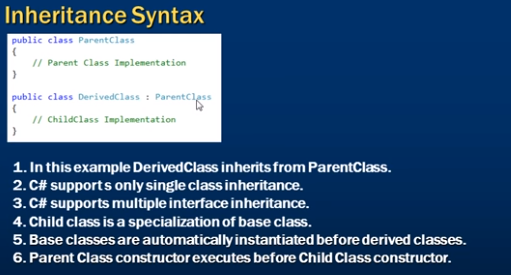 Inheritance Syntax
public class ParentClass
{
// Parent Class Implementation
}
public class DerivedClass : ParentClass
{
// ChildClass Implementation
}
1. In this example DerivedClass inherits from ParentClass.
2. C# support s only single class inheritance.
3. C# supports multiple interface inheritance.
4. Child class is a specialization of base class.
5. Base classes are automatically instantiated before derived classes.
6. Parent Class constructor executes before Child Class constructor.